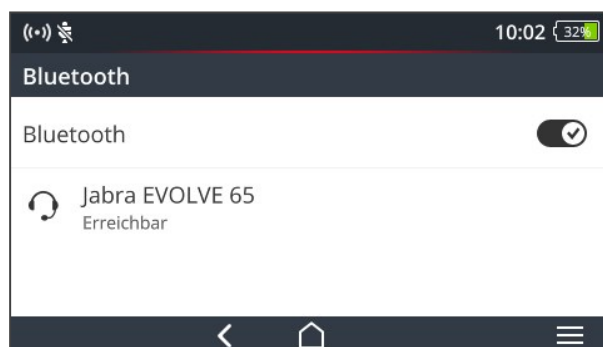 10:02 32%
Bluetooth
Bluetooth
Jabra EVOLVE 65
Erreichbar